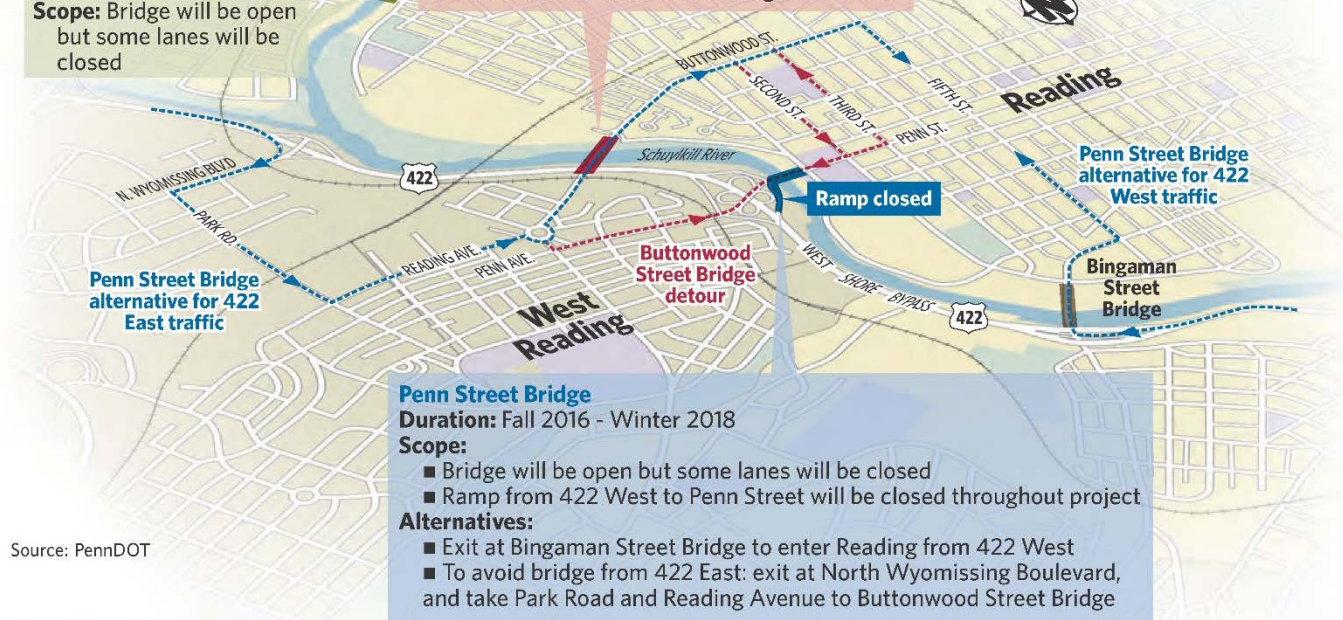 Scope: Bridge will be open
but some lanes will be
closed
BUTTONWOOD ST.
SECOND ST.
THIRD ST.
FIFTH ST.
PENN ST.
Reading
Schuylkill River
422
N. WYOMISSING BLVD
PARK RD.
READING AVE.
PENN AVE.
Ramp closed
Penn Street Bridge
alternative for 422
West traffic
Penn Street Bridge
alternative for 422
East traffic
Buttonwood
Street Bridge
detour
WEST SHORE BYPASS
422
Bingaman
Street
Bridge
West
Reading
Penn Street Bridge
Duration: Fall 2016 - Winter 2018
Scope:
■ Bridge will be open but some lanes will be closed
■ Ramp from 422 West to Penn Street will be closed throughout project
Alternatives:
■ Exit at Bingaman Street Bridge to enter Reading from 422 West
■ To avoid bridge from 422 East: exit at North Wyomissing Boulevard,
and take Park Road and Reading Avenue to Buttonwood Street Bridge
Source: PennDOT